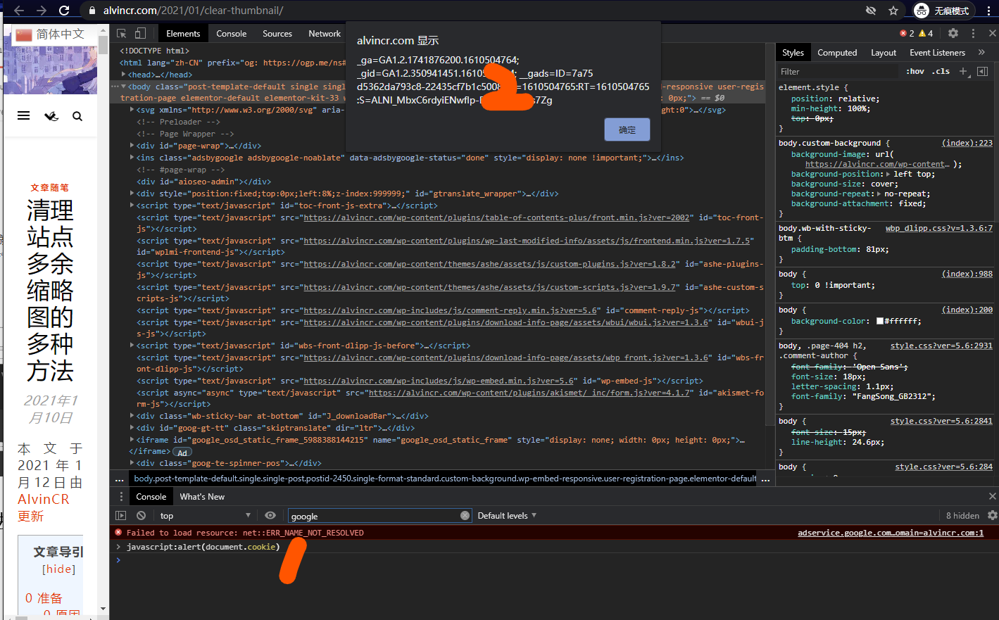 alvincr.com/2021/01/clear-thumbnail/
无痕模式
简体中文
文章随笔
清理
站点
多余
缩略
图的
多种
方法
2021年1
月10日
本文于
2021年1
月12日由
AlvinCR
更新
文章导引
[hide]
0 准备
Elements Console Sources Network
2 4
alvincr.com 显示
_ga=GA1.2.1741876200.1610504764;
_gid=GA1.2.350941451.1610 4; __gads=ID=7a75
d5362da793c8-22435cf7b1c5008 =1610504765:RT=1610504765
:S=ALNI_MbxC6rdyiENwfIp- s7Zg
确定
<!DOCTYPE html>
<html lang="zh-CN" prefix="og: https://ogp.me/ns#
<head>…</head>
<body class="post-template-default single sing -responsive user-regis
tration-page elementor-default elementor-kit-33 w 0px;"> == $0
<svg xmlns="http://www.w3.org/2000/svg" aria- height:0">…</svg>
<!-- Preloader -->
<!-- Page Wrapper -->
<div id="page-wrap">…</div>
<ins class="adsbygoogle adsbygoogle-noablate" data-adsbygoogle-status="done" style="display: none !important;">…</ins>
<!-- #page-wrap -->
<div id="aioseo-admin"></div>
<div style="position:fixed;top:0px;left:8%;z-index:999999;" id="gtranslate_wrapper">…</div>
<script type="text/javascript" id="toc-front-js-extra">…</script>
<script type="text/javascript" src="https://alvincr.com/wp-content/plugins/table-of-contents-plus/front.min.js?ver=2002" id="toc-front-
js"></script>
<script type="text/javascript" src="https://alvincr.com/wp-content/plugins/wp-last-modified-info/assets/js/frontend.min.js?ver=1.7.5"
id="wplmi-frontend-js"></script>
<script type="text/javascript" src="https://alvincr.com/wp-content/themes/ashe/assets/js/custom-plugins.js?ver=1.8.2" id="ashe-plugins-
js"></script>
<script type="text/javascript" src="https://alvincr.com/wp-content/themes/ashe/assets/js/custom-scripts.js?ver=1.9.7" id="ashe-custom-s
cripts-js"></script>
<script type="text/javascript" src="https://alvincr.com/wp-includes/js/comment-reply.min.js?ver=5.6" id="comment-reply-js"></script>
<script type="text/javascript" src="https://alvincr.com/wp-content/plugins/download-info-page/assets/wbui/wbui.js?ver=1.3.6" id="wbui-j
s-js"></script>
<script type="text/javascript" id="wbs-front-dlipp-js-before">…</script>
<script type="text/javascript" src="https://alvincr.com/wp-content/plugins/download-info-page/assets/wbp_front.js?ver=1.3.6" id="wbs-fr
ont-dlipp-js"></script>
<script type="text/javascript" src="https://alvincr.com/wp-includes/js/wp-embed.min.js?ver=5.6" id="wp-embed-js"></script>
<script async="async" type="text/javascript" src="https://alvincr.com/wp-content/plugins/akismet/_inc/form.js?ver=4.1.7" id="akismet-fo
rm-js"></script>
<div class="wb-sticky-bar at-bottom" id="J_downloadBar">…</div>
<div id="goog-gt-tt" class="skiptranslate" dir="ltr">…</div>
<iframe id="google_osd_static_frame_5988388144215" name="google_osd_static_frame" style="display: none; width: 0px; height: 0px;">…
</iframe> Ad
<div class="goog-te-spinner-pos">…</div>
... body.post-template-default.single.single-post.postid-2450.single-format-standard.custom-background.wp-embed-responsive.user-registration-page.elementor-default ...
Styles Computed Layout Event Listeners »
Filter :hov .cls +
element.style {
position: relative;
min-height: 100%;
top: 0px;
}
body.custom-background { (index):223
background-image: url(
https://alvincr.com/wp-content… );
background-position: left top;
background-size: cover;
background-repeat: no-repeat;
background-attachment: fixed;
}
body.wb-with-sticky- wbp_dlipp.css?v=1.3.6:7
btm {
padding-bottom: 81px;
}
body { (index):988
top: 0 !important;
}
body { (index):200
background-color: #ffffff;
}
body, .page-404 h2, style.css?ver=5.6:2931
.comment-author {
font-family: 'Open Sans';
font-size: 18px;
letter-spacing: 1.1px;
font-family: "FangSong_GB2312";
}
body { style.css?ver=5.6:2841
font-size: 15px;
line-height: 24.6px;
}
body { style.css?ver=5.6:284
Console What's New
top google Default levels 8 hidden
Failed to load resource: net::ERR_NAME_NOT_RESOLVED adservice.google.com…omain=alvincr.com:1
> javascript:alert(document.cookie)
>